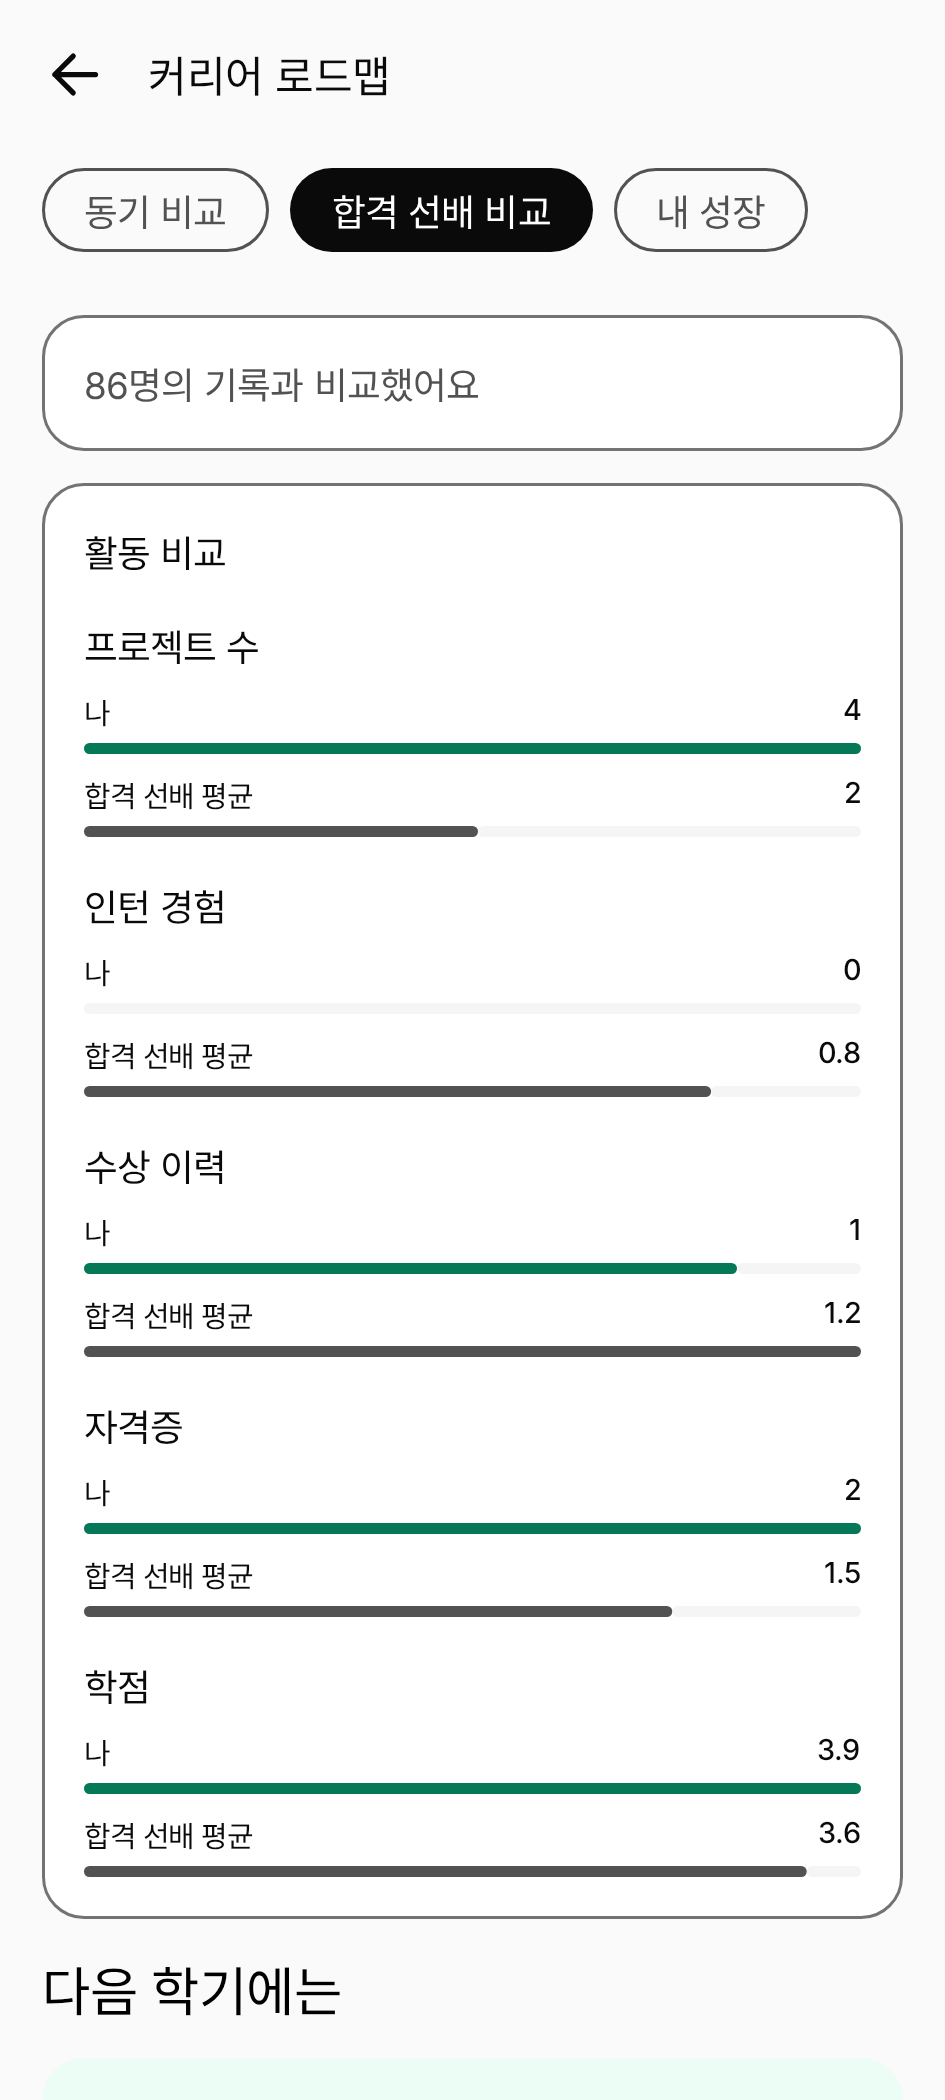 커리어 로드맵
동기 비교
합격 선배 비교
내 성장
86명의 기록과 비교했어요
활동 비교
프로젝트 수
나 4
합격 선배 평균 2
인턴 경험
나 0
합격 선배 평균 0.8
수상 이력
나 1
합격 선배 평균 1.2
자격증
나 2
합격 선배 평균 1.5
학점
나 3.9
합격 선배 평균 3.6
다음 학기에는